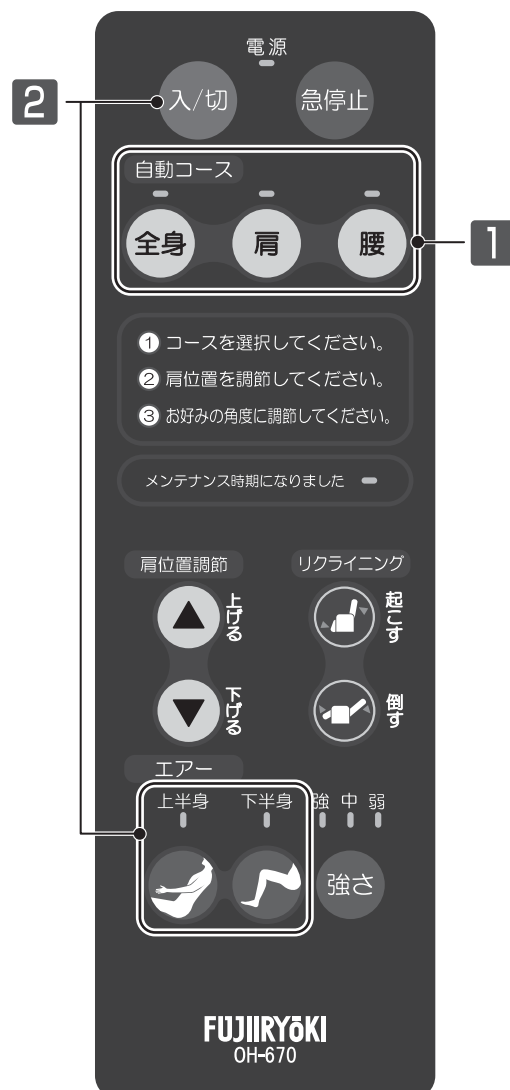 電源
2
入/切
急停止
自動コース
全身
肩
腰
1
① コースを選択してください。
② 肩位置を調節してください。
③ お好みの角度に調節してください。
メンテナンス時期になりました
肩位置調節
リクライニング
上げる
起こす
下げる
倒す
エアー
上半身
下半身
強 中 弱
強さ
FUJIIRYōKI
OH-670